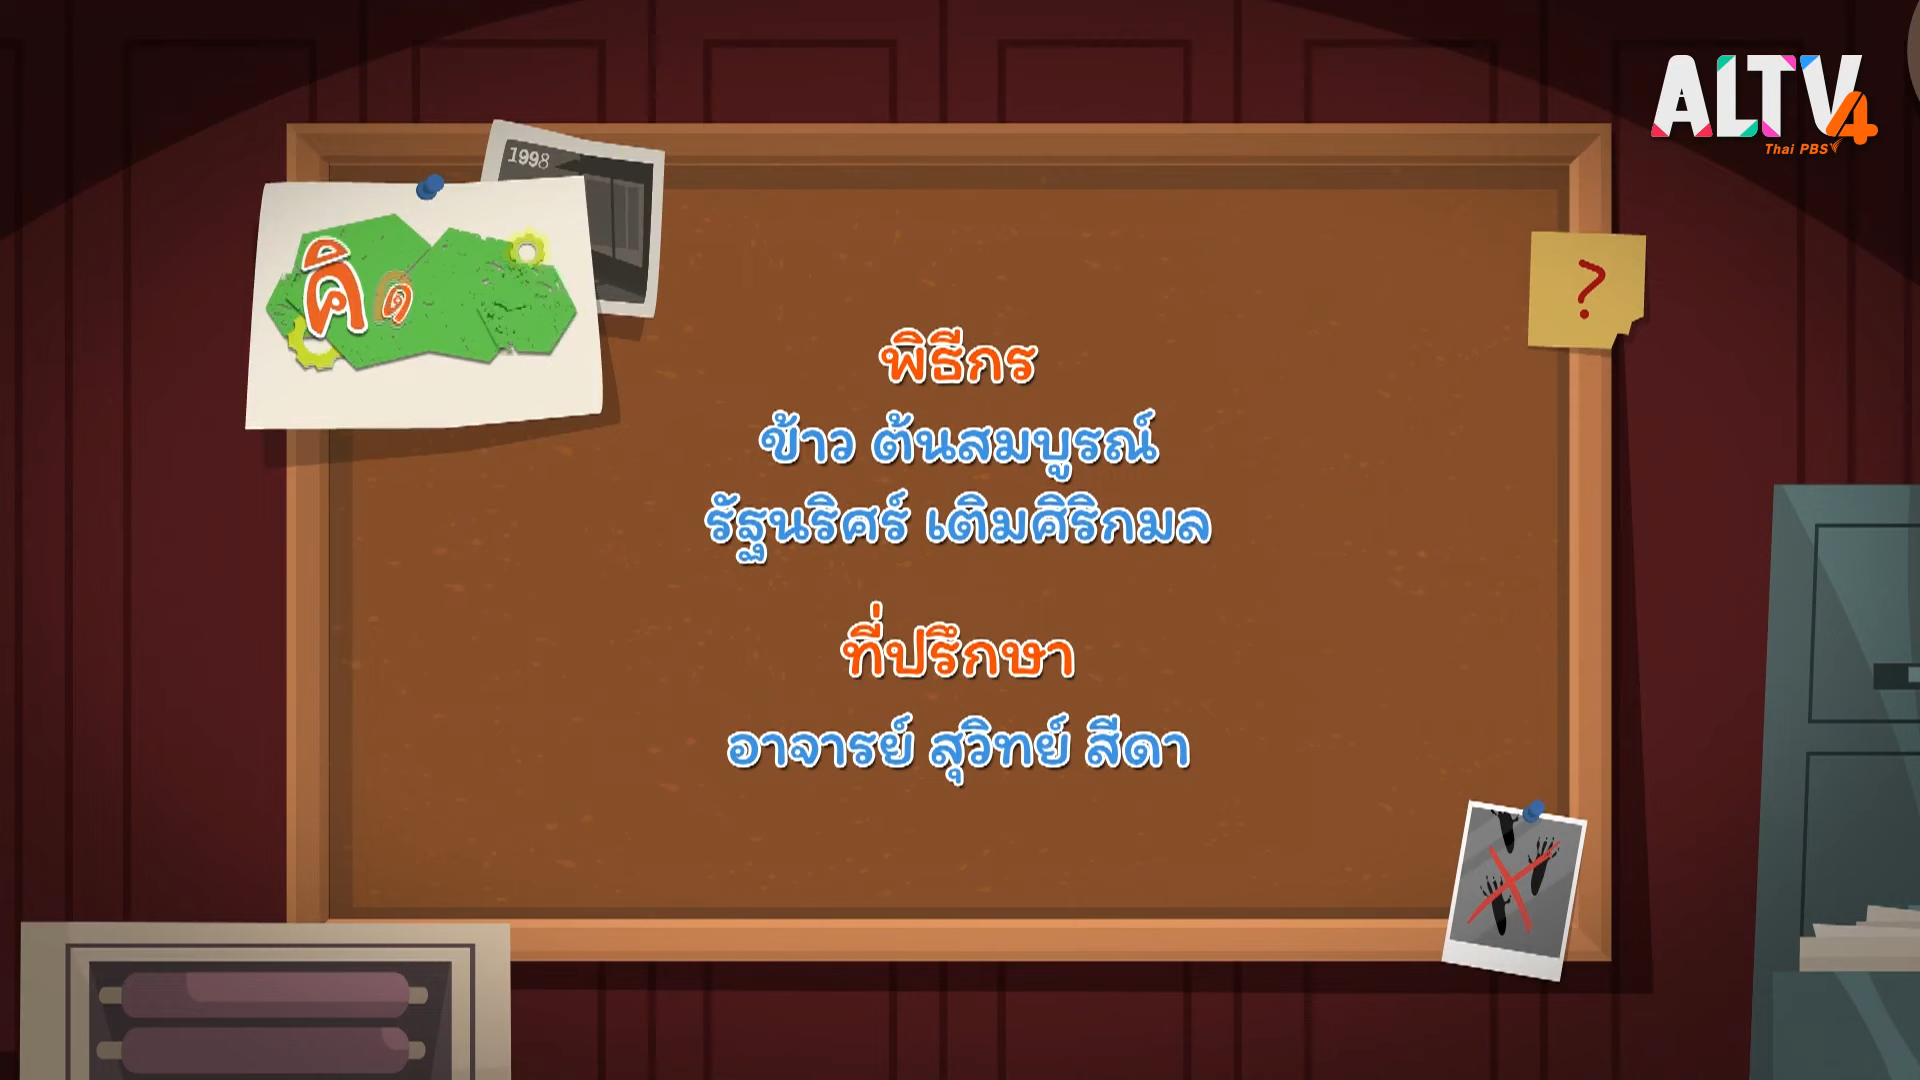 ALTV4
Thai PBS
1998
คิด
?
พิธีกร
ข้าว ต้นสมบูรณ์
รัฐนริศร์ เติมศิริกมล
ที่ปรึกษา
อาจารย์ สุวิทย์ สีดา